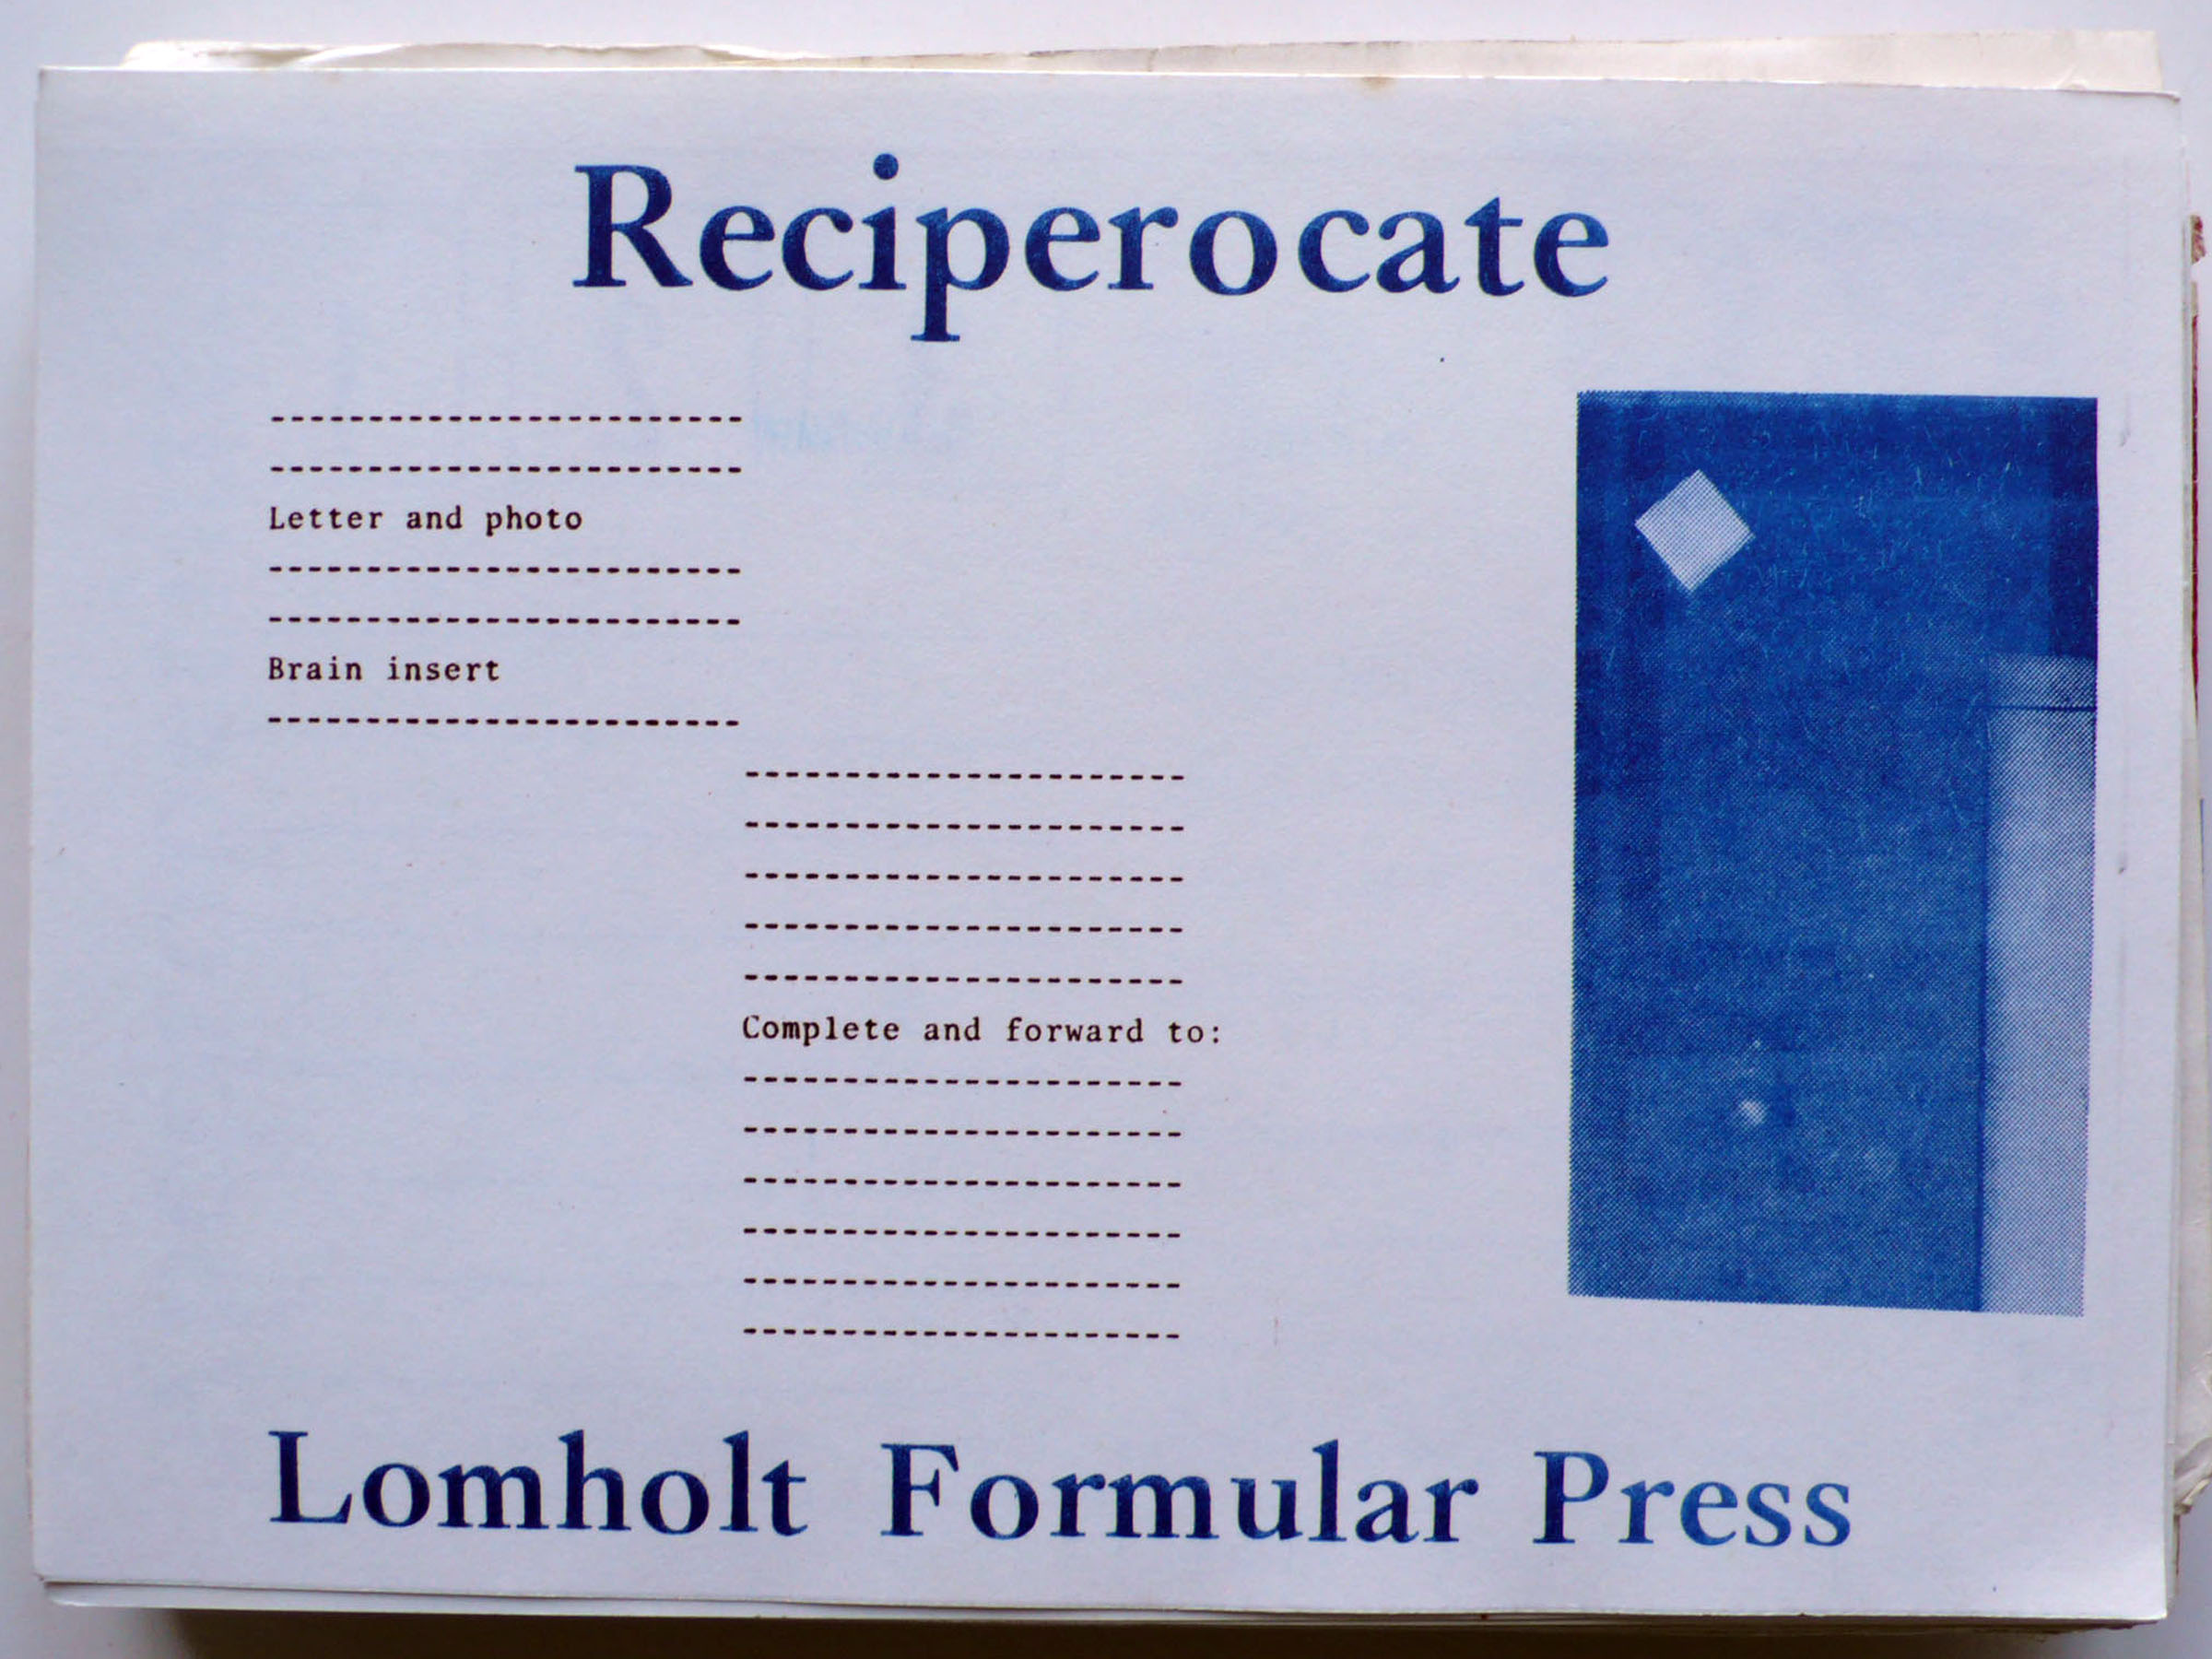 Reciperocate
Letter and photo
Brain insert
Complete and forward to:
Lomholt Formular Press